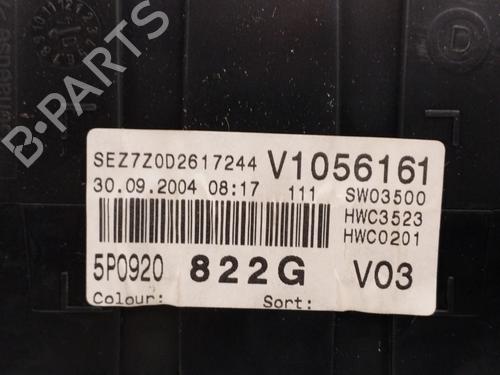 SEZ7Z0D2617244 V1056161
30.09.2004 08:17 111 SW03500
HWC3523
HWC0201
5P0920 822G V03
Colour: Sort:
D
B-PARTS